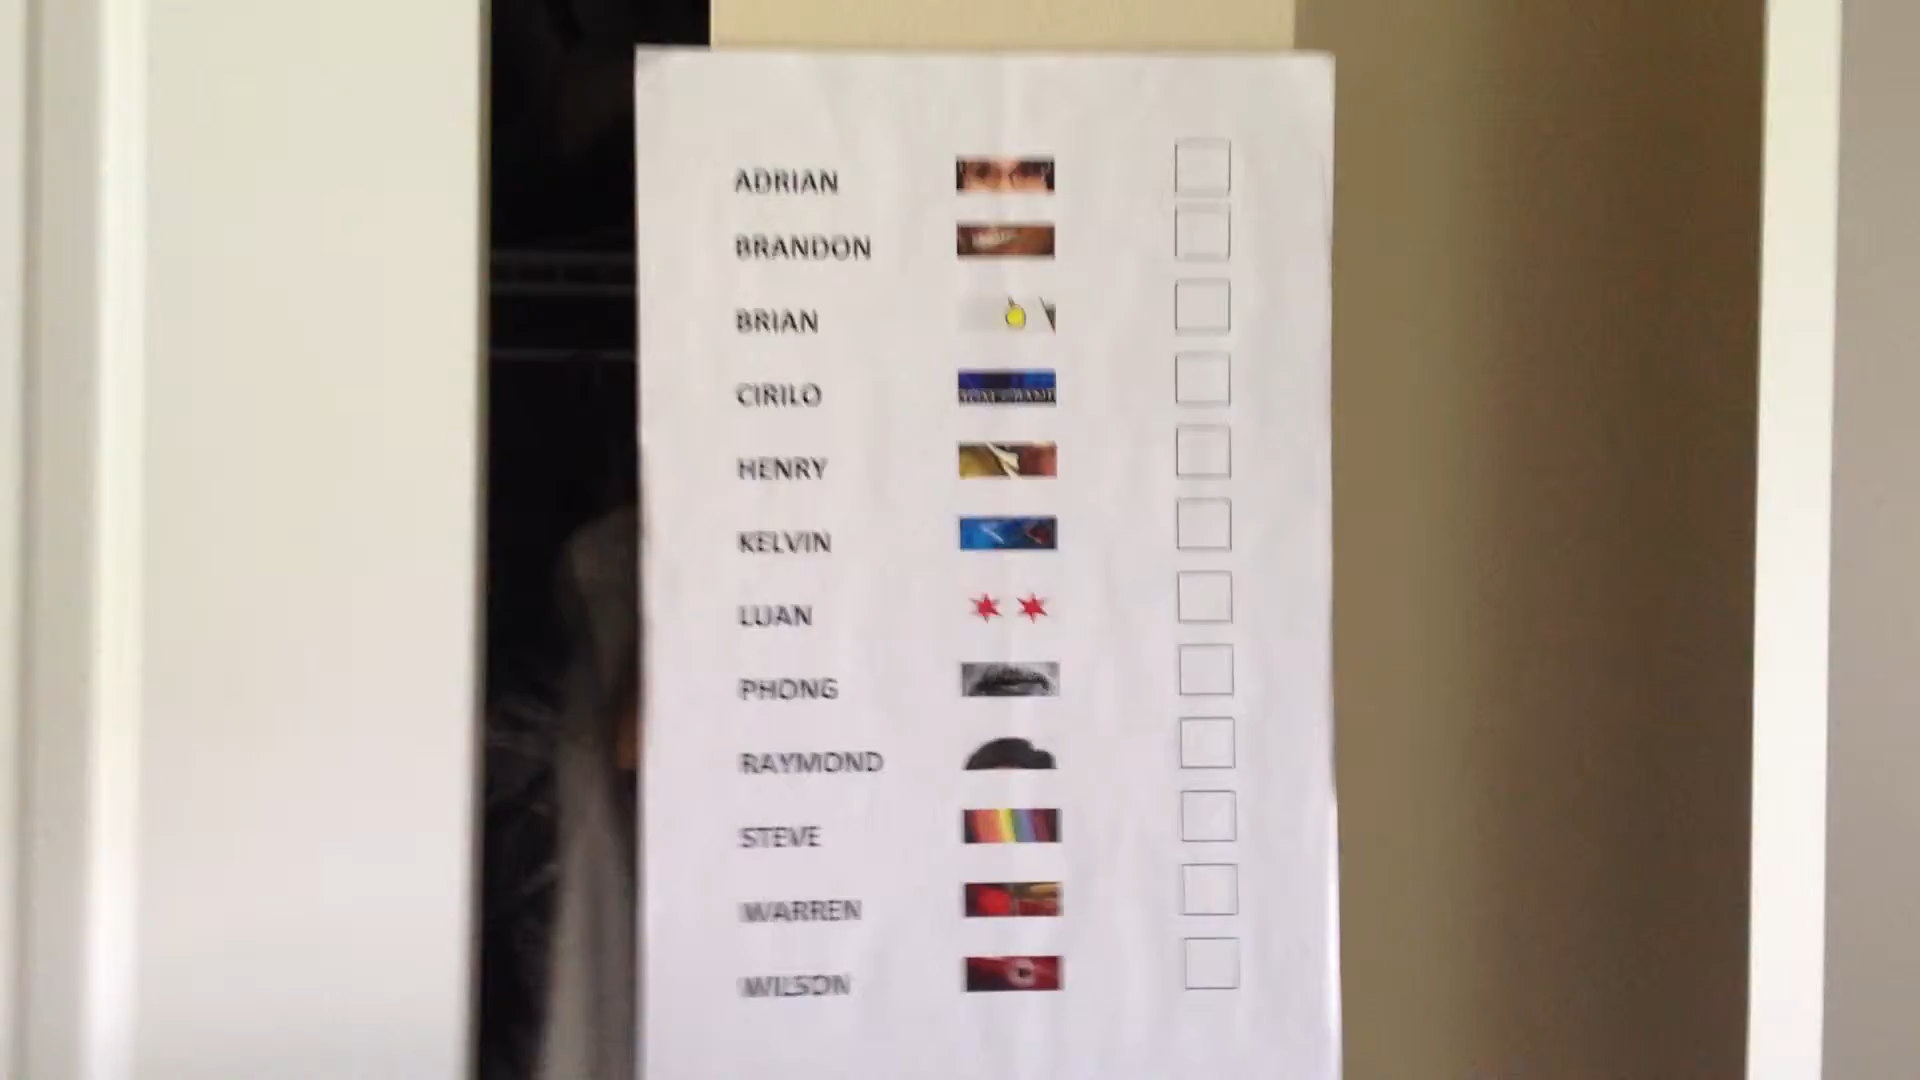 ADRIAN
BRANDON
BRIAN
CIRILO
HENRY
KELVIN
LUAN
PHONG
RAYMOND
STEVE
WARREN
WILSON